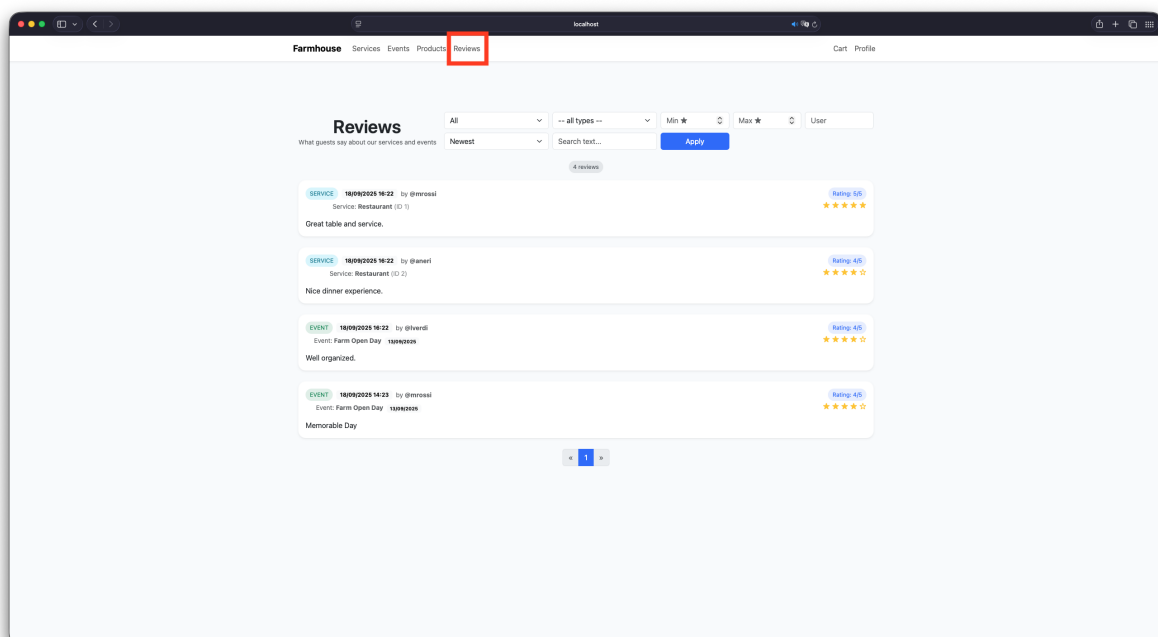 localhost
Farmhouse Services Events Products Reviews Cart Profile
Reviews
What guests say about our services and events
All -- all types -- Min ★ Max ★ User
Newest Search text... Apply
4 reviews
SERVICE 18/09/2025 16:22 by @mrossi Rating: 5/5
Service: Restaurant (ID 1) ★★★★★
Great table and service.
SERVICE 18/09/2025 16:22 by @aneri Rating: 4/5
Service: Restaurant (ID 2) ★★★★☆
Nice dinner experience.
EVENT 18/09/2025 16:22 by @lverdi Rating: 4/5
Event: Farm Open Day 13/09/2025 ★★★★☆
Well organized.
EVENT 18/09/2025 14:23 by @mrossi Rating: 4/5
Event: Farm Open Day 13/09/2025 ★★★★☆
Memorable Day
« 1 »